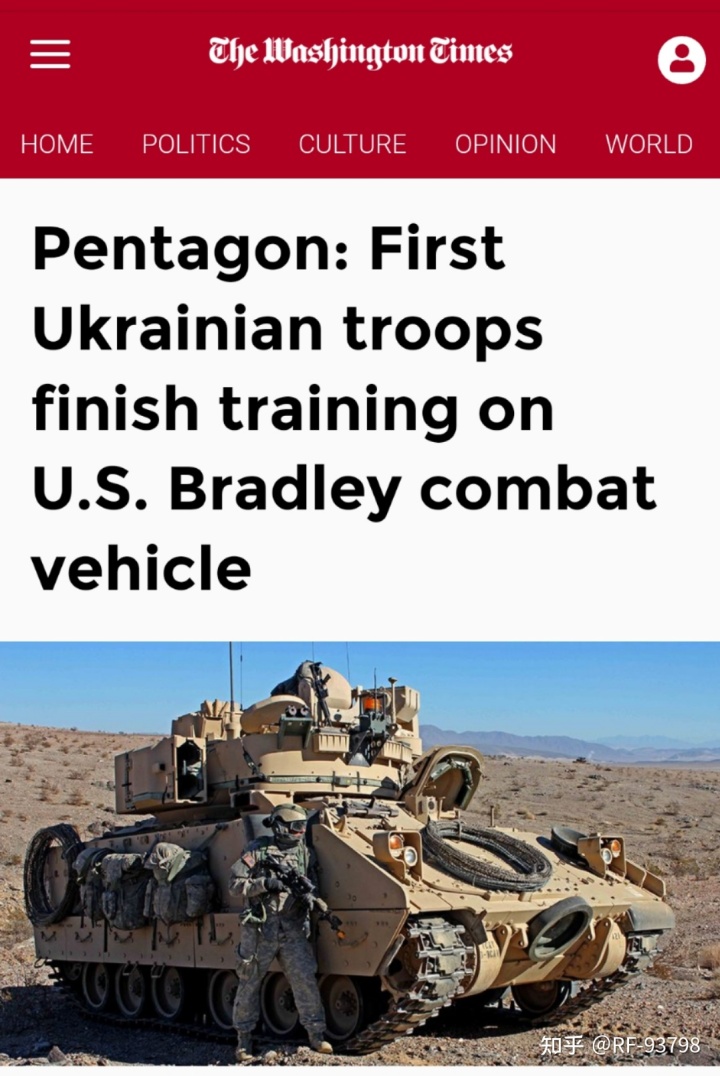 The Washington Times
HOME POLITICS CULTURE OPINION WORLD
Pentagon: First
Ukrainian troops
finish training on
U.S. Bradley combat
vehicle
知乎 @RF-93798